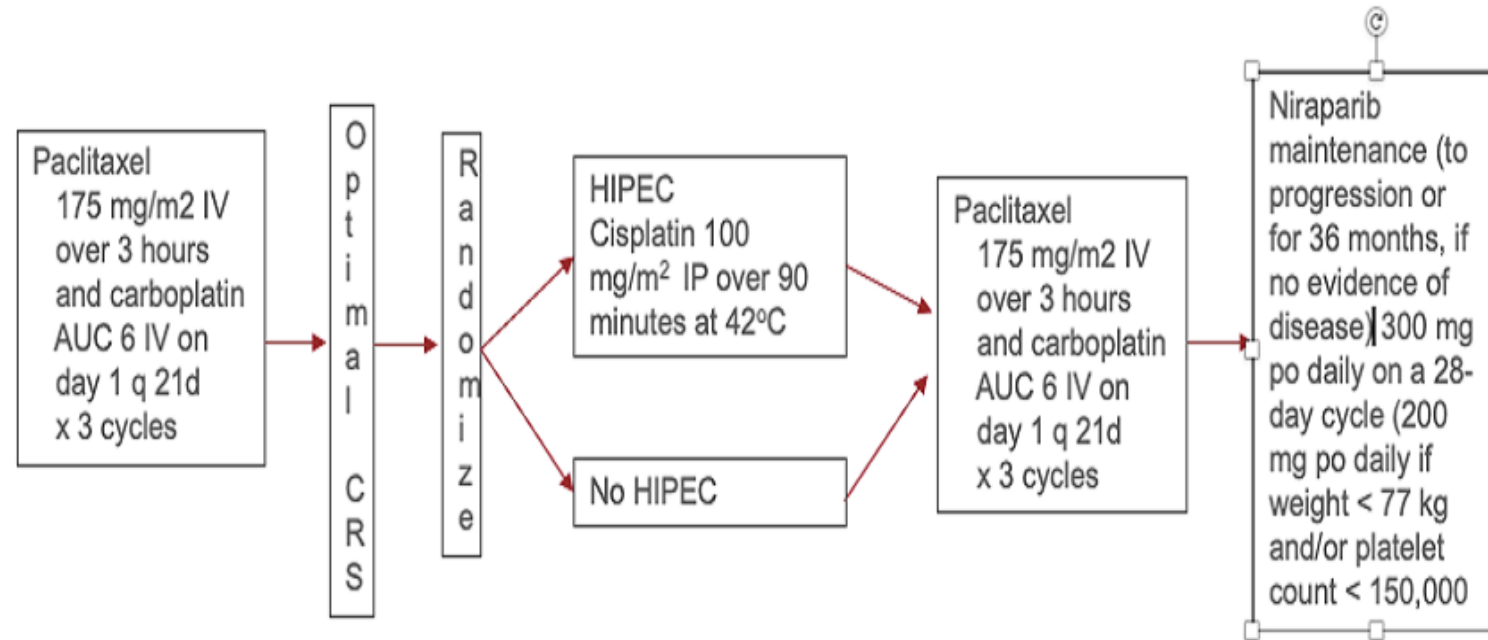 Paclitaxel
175 mg/m2 IV
over 3 hours
and carboplatin
AUC 6 IV on
day 1 q 21d
x 3 cycles
Optimal CRS
Randomize
HIPEC
Cisplatin 100
mg/m² IP over 90
minutes at 42ºC
No HIPEC
Paclitaxel
175 mg/m2 IV
over 3 hours
and carboplatin
AUC 6 IV on
day 1 q 21d
x 3 cycles
Niraparib
maintenance (to
progression or
for 36 months, if
no evidence of
disease) 300 mg
po daily on a 28-
day cycle (200
mg po daily if
weight < 77 kg
and/or platelet
count < 150,000